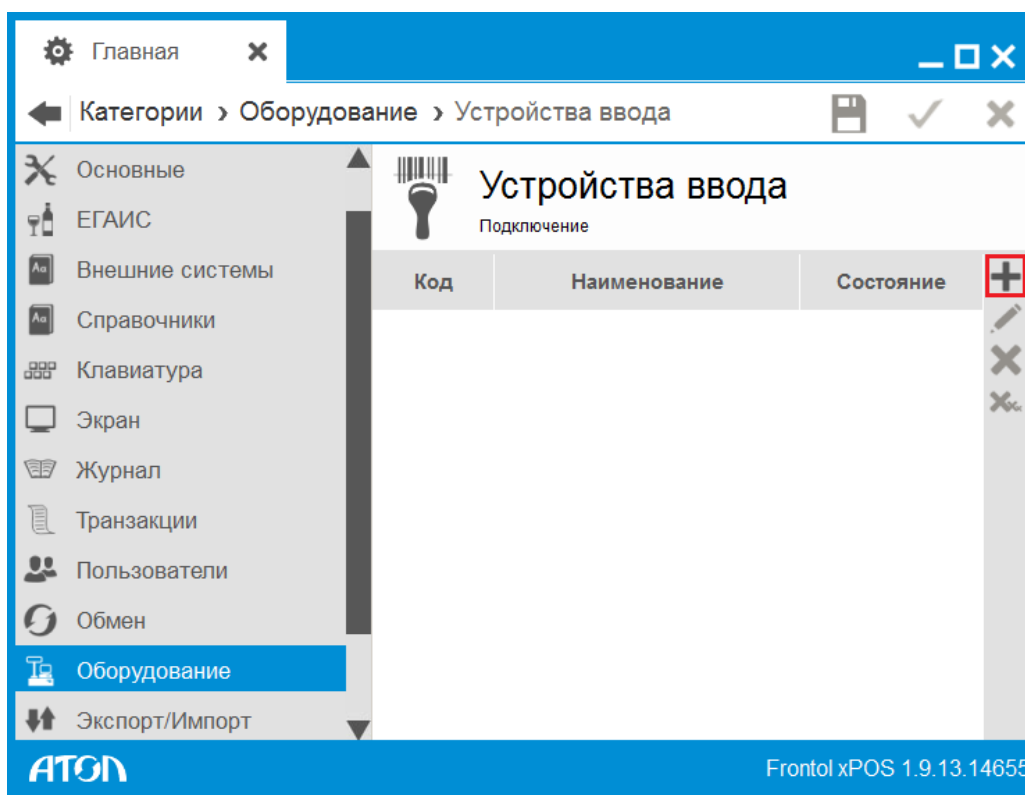 Главная
Категории › Оборудование › Устройства ввода
Основные
ЕГАИС
Внешние системы
Справочники
Клавиатура
Экран
Журнал
Транзакции
Пользователи
Обмен
Оборудование
Экспорт/Импорт
Устройства ввода
Подключение
Код Наименование Состояние
АТОЛ
Frontol xPOS 1.9.13.14655